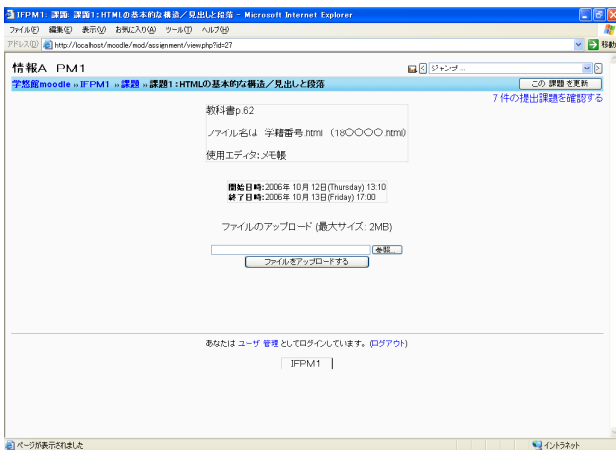 IFPM1: 課題: 課題1：HTMLの基本的な構造／見出しと段落 - Microsoft Internet Explorer
ファイル(F) 編集(E) 表示(V) お気に入り(A) ツール(T) ヘルプ(H)
アドレス(D) http://localhost/moodle/mod/assignment/view.php?id=27 移動
情報A PM1 ジャンプ...
学悠館moodle » IFPM1 » 課題 » 課題1：HTMLの基本的な構造／見出しと段落 この 課題 を更新
7 件の提出課題を確認する
教科書p.62
ファイル名は 学籍番号.html (18〇〇〇〇.html)
使用エディタ:メモ帳
開始日時: 2006年 10月 12日(Thursday) 13:10
終了日時: 2006年 10月 13日(Friday) 17:00
ファイルのアップロード (最大サイズ: 2MB)
参照...
ファイルをアップロードする
あなたは ユーザ 管理 としてログインしています。(ログアウト)
IFPM1
ページが表示されました イントラネット